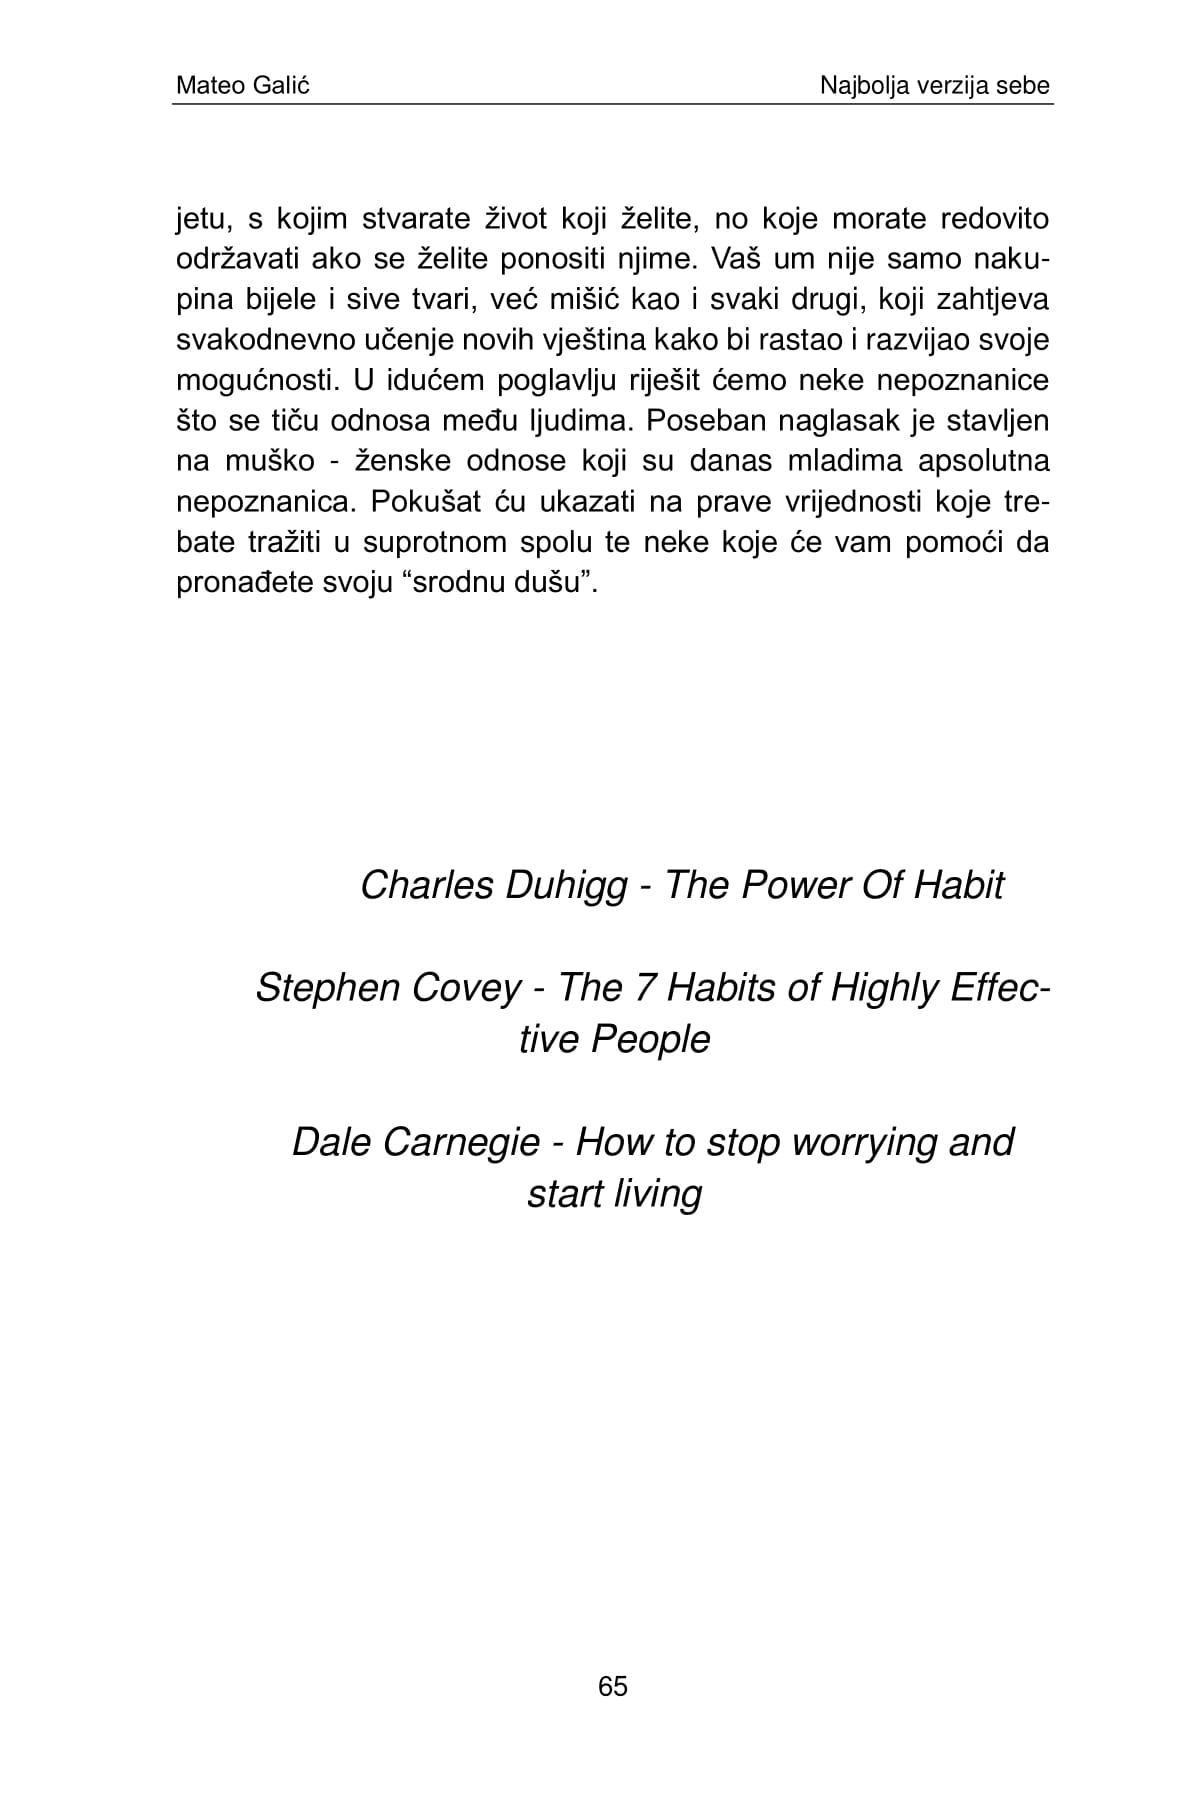 Mateo Galić Najbolja verzija sebe
jetu, s kojim stvarate život koji želite, no koje morate redovito
održavati ako se želite ponositi njime. Vaš um nije samo naku-
pina bijele i sive tvari, već mišić kao i svaki drugi, koji zahtjeva
svakodnevno učenje novih vještina kako bi rastao i razvijao svoje
mogućnosti. U idućem poglavlju riješit ćemo neke nepoznanice
što se tiču odnosa među ljudima. Poseban naglasak je stavljen
na muško - ženske odnose koji su danas mladima apsolutna
nepoznanica. Pokušat ću ukazati na prave vrijednosti koje tre-
bate tražiti u suprotnom spolu te neke koje će vam pomoći da
pronađete svoju “srodnu dušu”.
Charles Duhigg - The Power Of Habit
Stephen Covey - The 7 Habits of Highly Effec-
tive People
Dale Carnegie - How to stop worrying and
start living
65